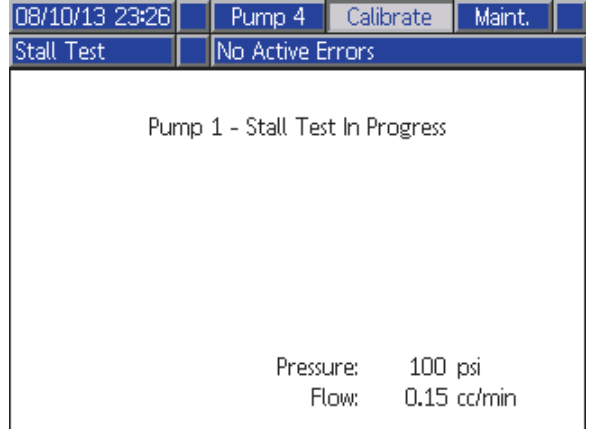 08/10/13 23:26 Pump 4 Calibrate Maint.
Stall Test No Active Errors
Pump 1 - Stall Test In Progress
Pressure: 100 psi
Flow: 0.15 cc/min